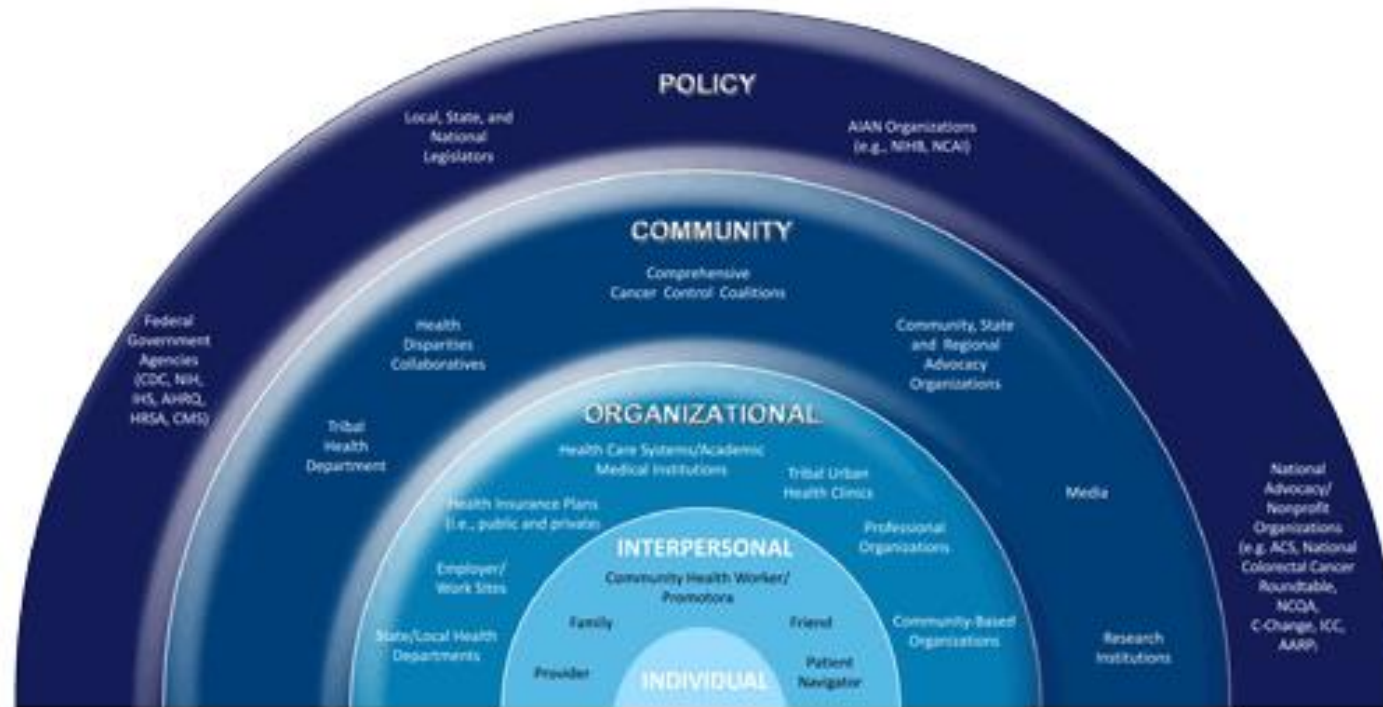 POLICY
Local, State, and
National
Legislators
AIAN Organizations
(e.g., NIHB, NCAI)
Federal
Government
Agencies
(CDC, NIH,
IHS, AHRQ,
HRSA, CMS)
National
Advocacy/
Nonprofit
Organizations
(e.g. ACS, National
Colorectal Cancer
Roundtable,
NCQA,
C-Change, ICC,
AARP)
COMMUNITY
Comprehensive
Cancer Control Coalitions
Health
Disparities
Collaboratives
Community, State
and Regional
Advocacy
Organizations
Tribal
Health
Department
Media
Research
Institutions
ORGANIZATIONAL
Health Care Systems/Academic
Medical Institutions
Tribal Urban
Health Clinics
Health Insurance Plans
(i.e., public and private)
Professional
Organizations
Employer/
Work Sites
State/Local Health
Departments
Community-Based
Organizations
INTERPERSONAL
Community Health Worker/
Promotora
Family
Friend
Provider
Patient
Navigator
INDIVIDUAL